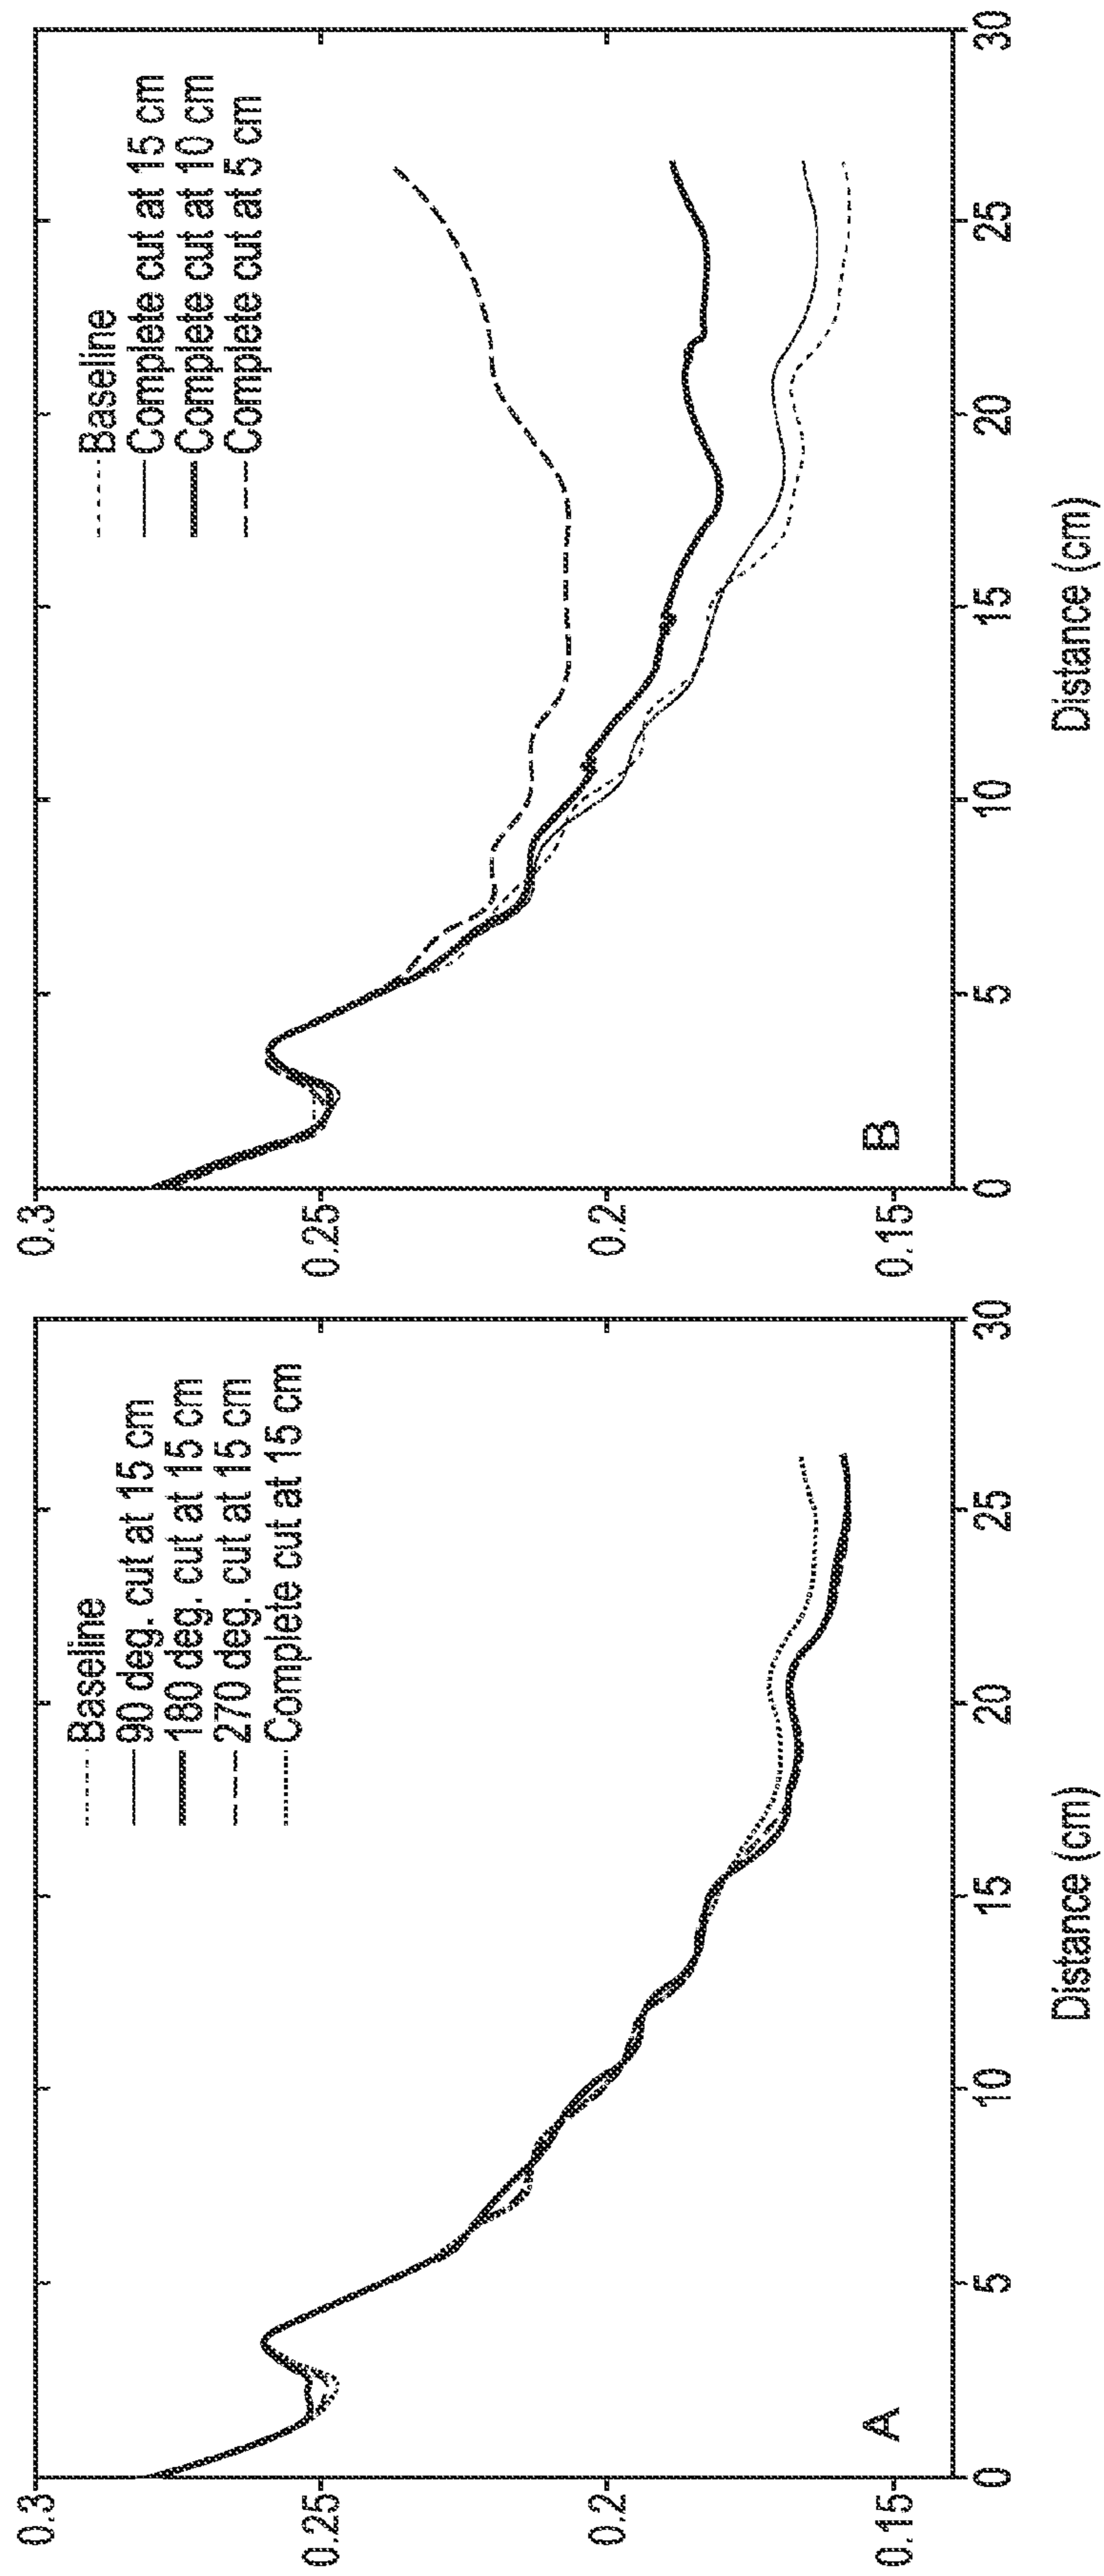 0.3
0.25
0.2
0.15
0
5
10
15
20
25
30
Distance (cm)
A
Baseline
90 deg. cut at 15 cm
180 deg. cut at 15 cm
270 deg. cut at 15 cm
Complete cut at 15 cm
0.3
0.25
0.2
0.15
0
5
10
15
20
25
30
Distance (cm)
B
Baseline
Complete cut at 15 cm
Complete cut at 10 cm
Complete cut at 5 cm